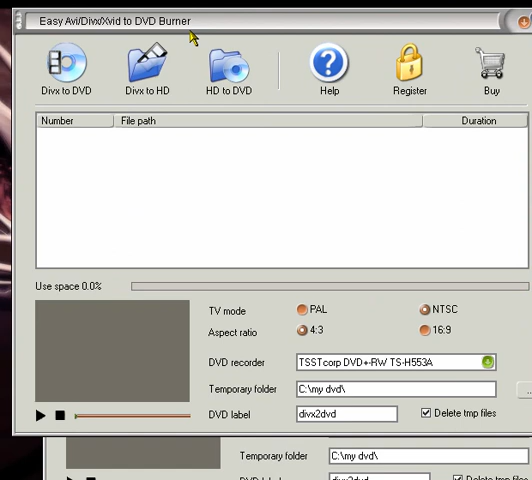 Easy Avi/Divx/Xvid to DVD Burner
Divx to DVD Divx to HD HD to DVD Help Register Buy
Number File path Duration
Use space 0.0%
TV mode PAL NTSC
Aspect ratio 4:3 16:9
DVD recorder TSSTcorp DVD+-RW TS-H553A
Temporary folder C:\my dvd\ ...
DVD label divx2dvd Delete tmp files
Temporary folder C:\my dvd\